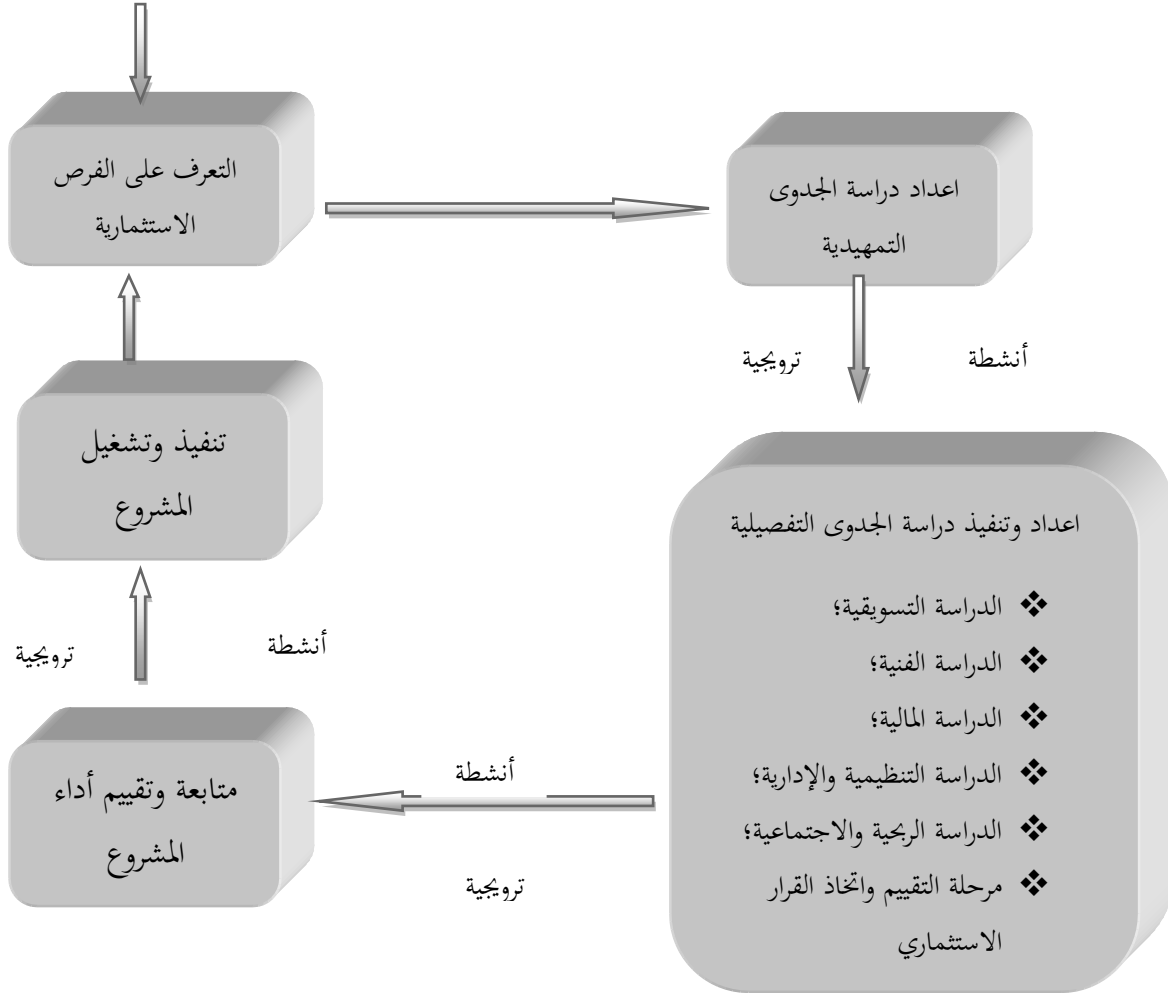 التعرف على الفرص
الاستثمارية
اعداد دراسة الجدوى
التمهيدية
أنشطة
ترويجية
اعداد وتنفيذ دراسة الجدوى التفصيلية
❖ الدراسة التسويقية؛
❖ الدراسة الفنية؛
❖ الدراسة المالية؛
❖ الدراسة التنظيمية والإدارية؛
❖ الدراسة الربحية والاجتماعية؛
❖ مرحلة التقييم واتخاذ القرار
الاستثماري
أنشطة
ترويجية
متابعة وتقييم أداء
المشروع
أنشطة
ترويجية
تنفيذ وتشغيل
المشروع